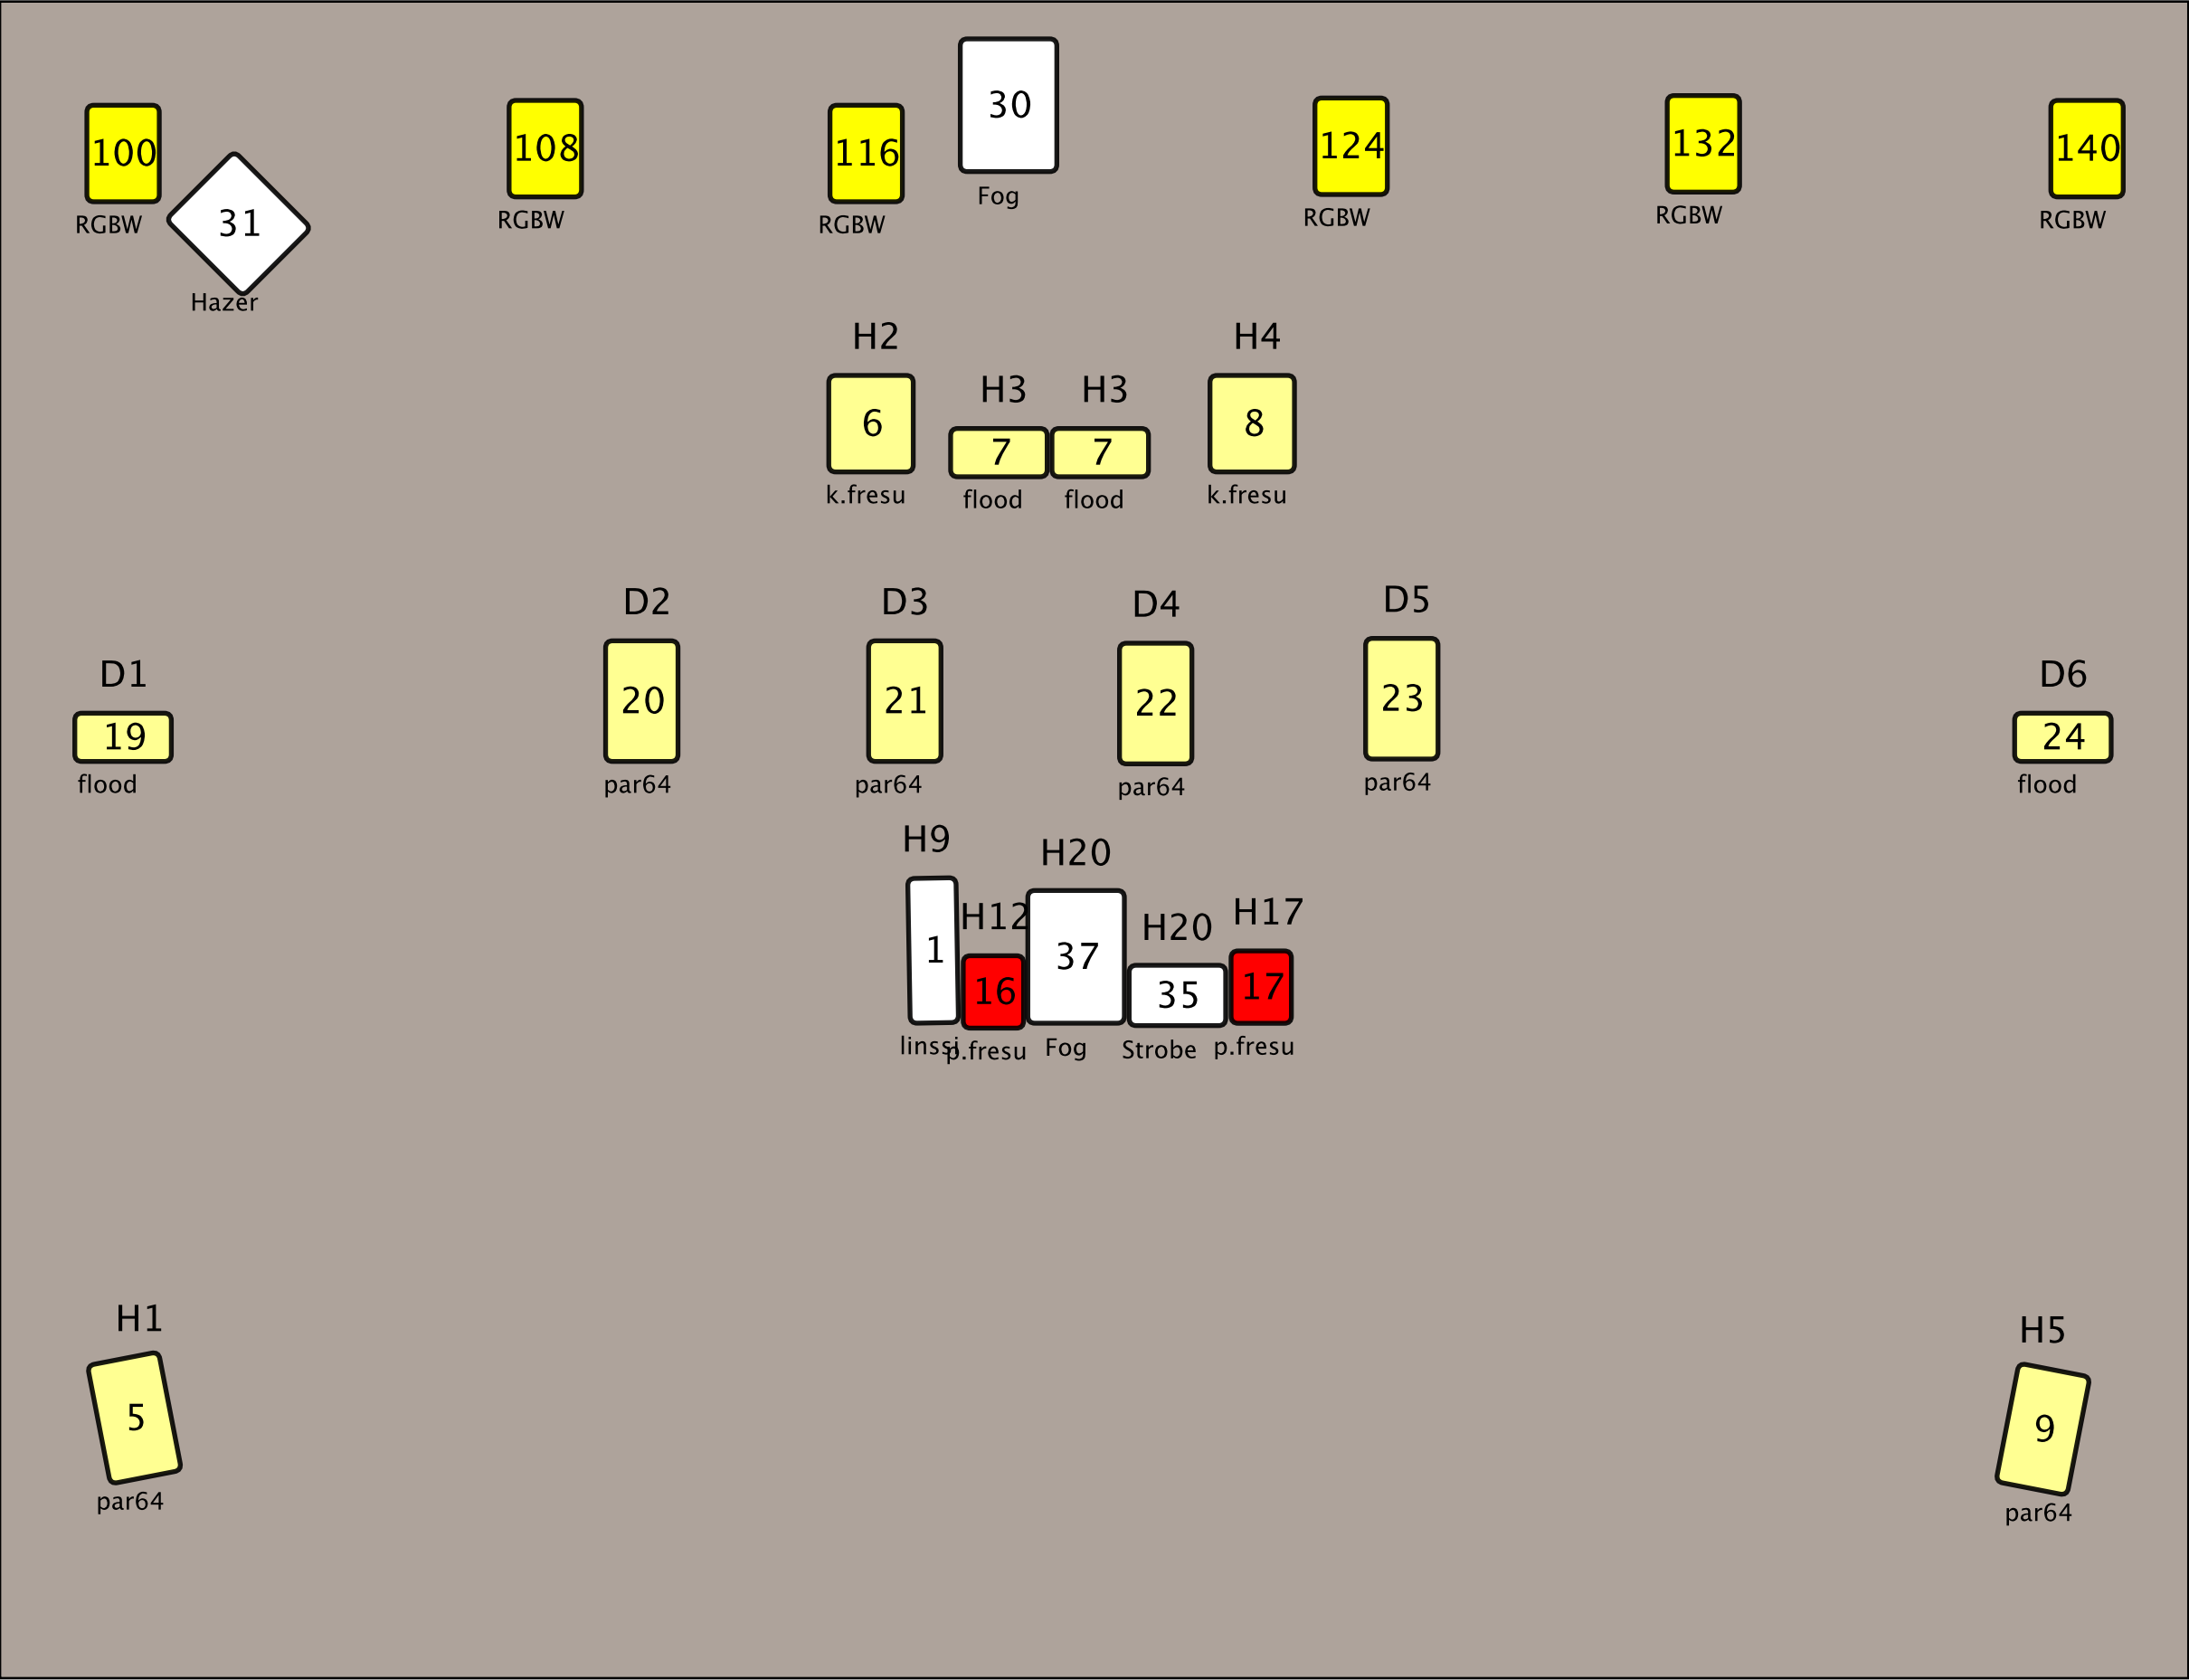 30
100
108
116
124
132
140
31
Fog
RGBW
RGBW
RGBW
RGBW
RGBW
RGBW
Hazer
H2
H4
H3
H3
6
7
7
8
k.fresu
flood
flood
k.fresu
D2
D3
D4
D5
D1
D6
20
21
22
23
19
24
par64
par64
par64
par64
flood
flood
H9
H20
H12
H20
H17
1
16
37
35
17
linssi
p.fresu
Fog
Strobe
p.fresu
H1
H5
5
9
par64
par64